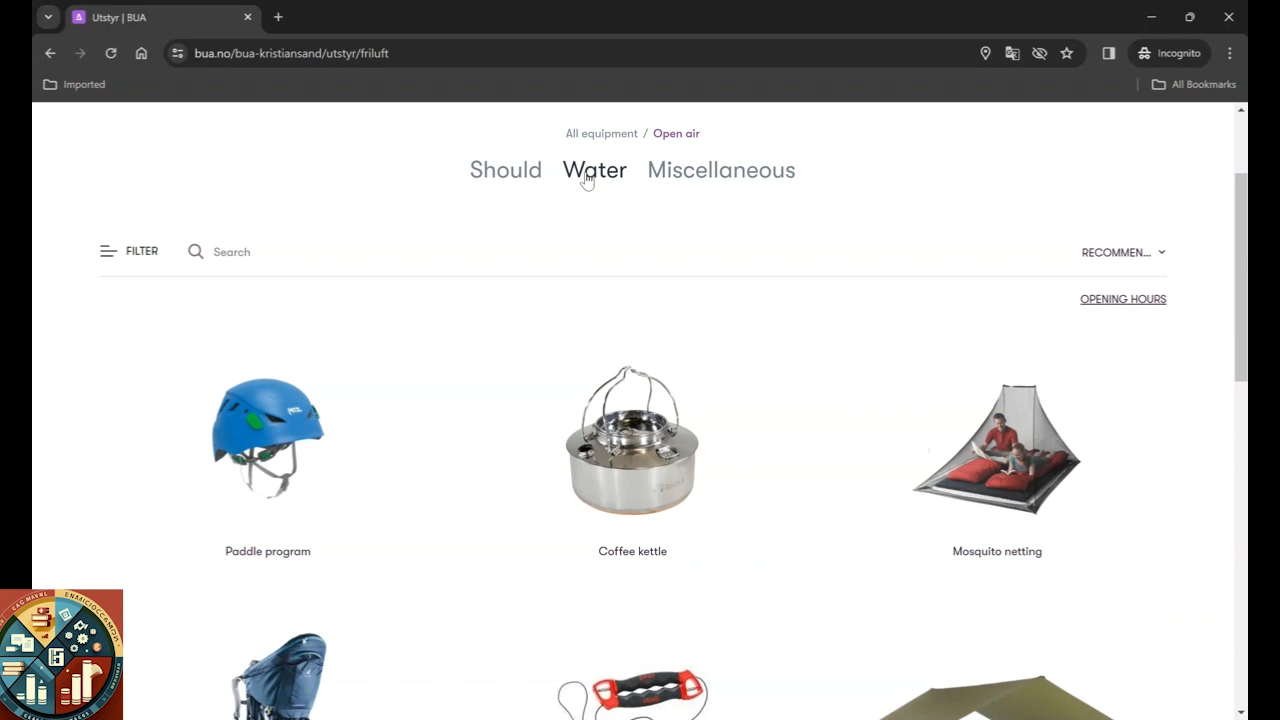 Utstyr | BUA
bua.no/bua-kristiansand/utstyr/friluft
Incognito
Imported
All Bookmarks
All equipment / Open air
Should Water Miscellaneous
FILTER
Search
RECOMMEN...
OPENING HOURS
PETZL
Paddle program
Coffee kettle
Mosquito netting